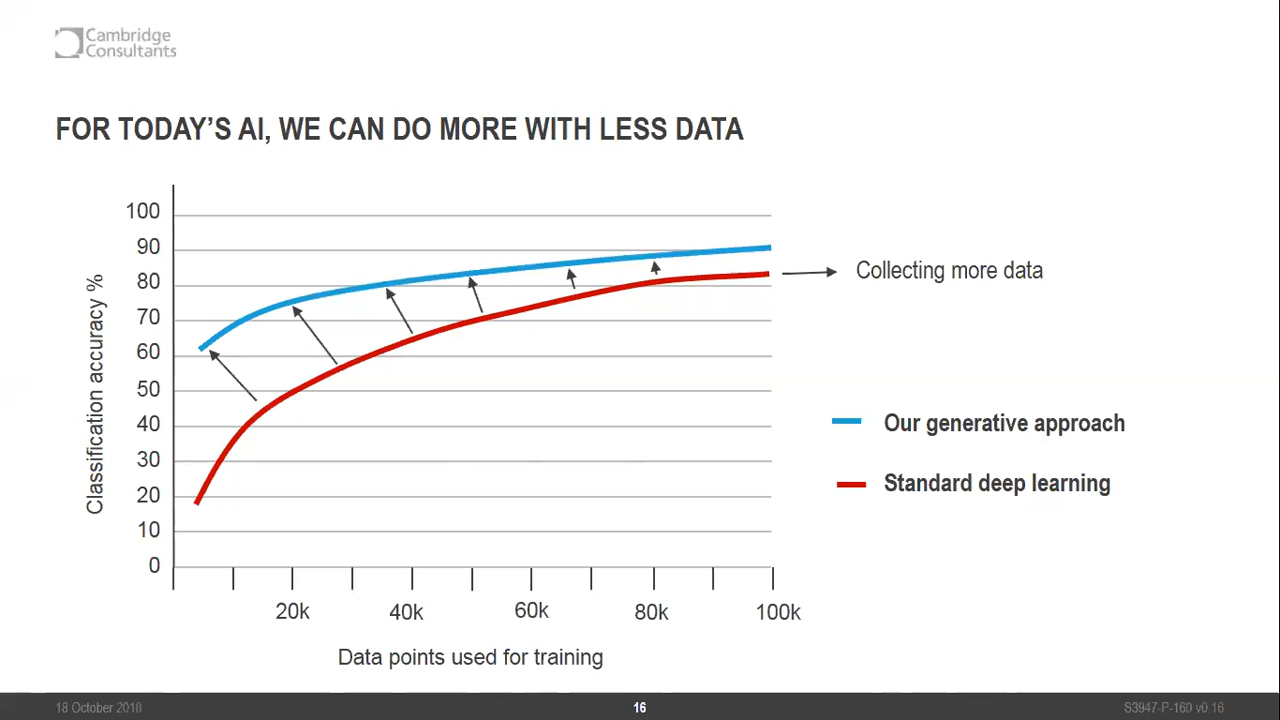 Cambridge
Consultants
FOR TODAY'S AI, WE CAN DO MORE WITH LESS DATA
Classification accuracy %
100
90
80
70
60
50
40
30
20
10
0
20k
40k
60k
80k
100k
Data points used for training
Collecting more data
Our generative approach
Standard deep learning
18 October 2018
16
S3947-P-160 v0.16